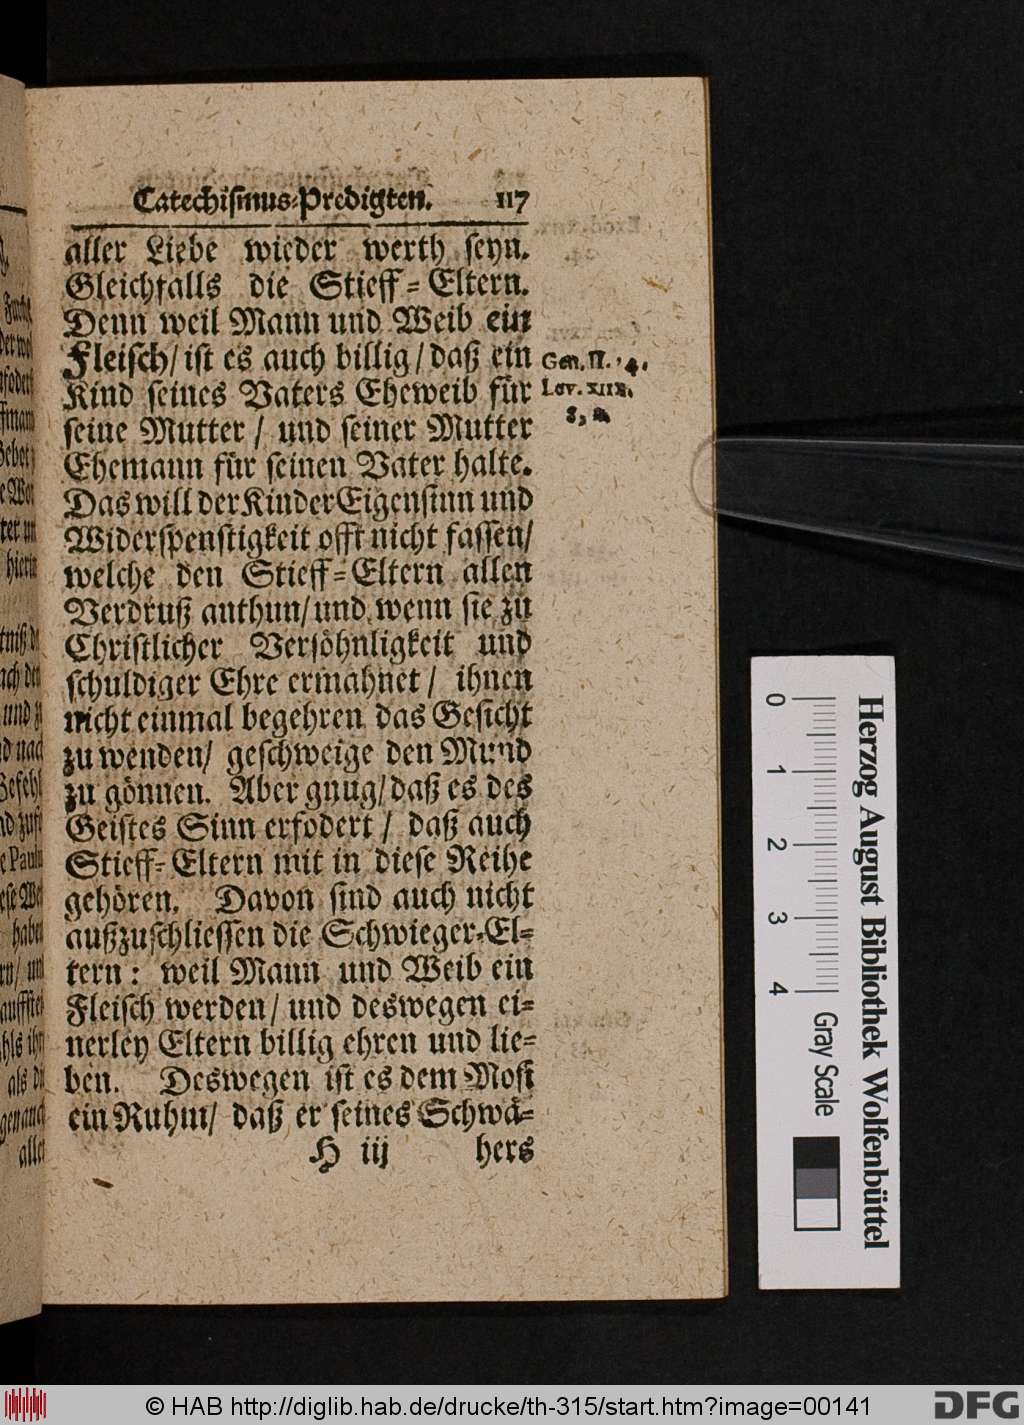 Catechismus-Predigten. 117
aller Liebe wieder werth seyn.
Gleichfalls die Stieff-Eltern.
Denn weil Mann und Weib ein
Fleisch/ ist es auch billig/ daß ein
Gen. II. 4.
Kind seines Vaters Eheweib für
Lev. XIIX.
8,
seine Mutter / und seiner Mutter
Ehemann für seinen Vater halte.
Das will der Kinder Eigensinn und
Widerspenstigkeit offt nicht fassen/
welche den Stieff-Eltern allen
Verdruß anthun/ und wenn sie zu
Christlicher Versöhnligkeit und
schuldiger Ehre ermahnet / ihnen
nicht einmal begehren das Gesicht
zu wenden/ geschweige den Mund
zu gönnen. Aber gnug/ daß es des
Geistes Sinn erfodert / daß auch
Stieff-Eltern mit in diese Reihe
gehören. Davon sind auch nicht
außzuschliessen die Schwieger-El-
tern: weil Mann und Weib ein
Fleisch werden/ und deswegen ei-
nerley Eltern billig ehren und lie-
ben. Deswegen ist es dem Mosi
ein Ruhm/ daß er seines Schwä-
H iij hers
0 1 2 3 4
Gray Scale
Herzog August Bibliothek Wolfenbüttel
© HAB http://diglib.hab.de/drucke/th-315/start.htm?image=00141
DFG